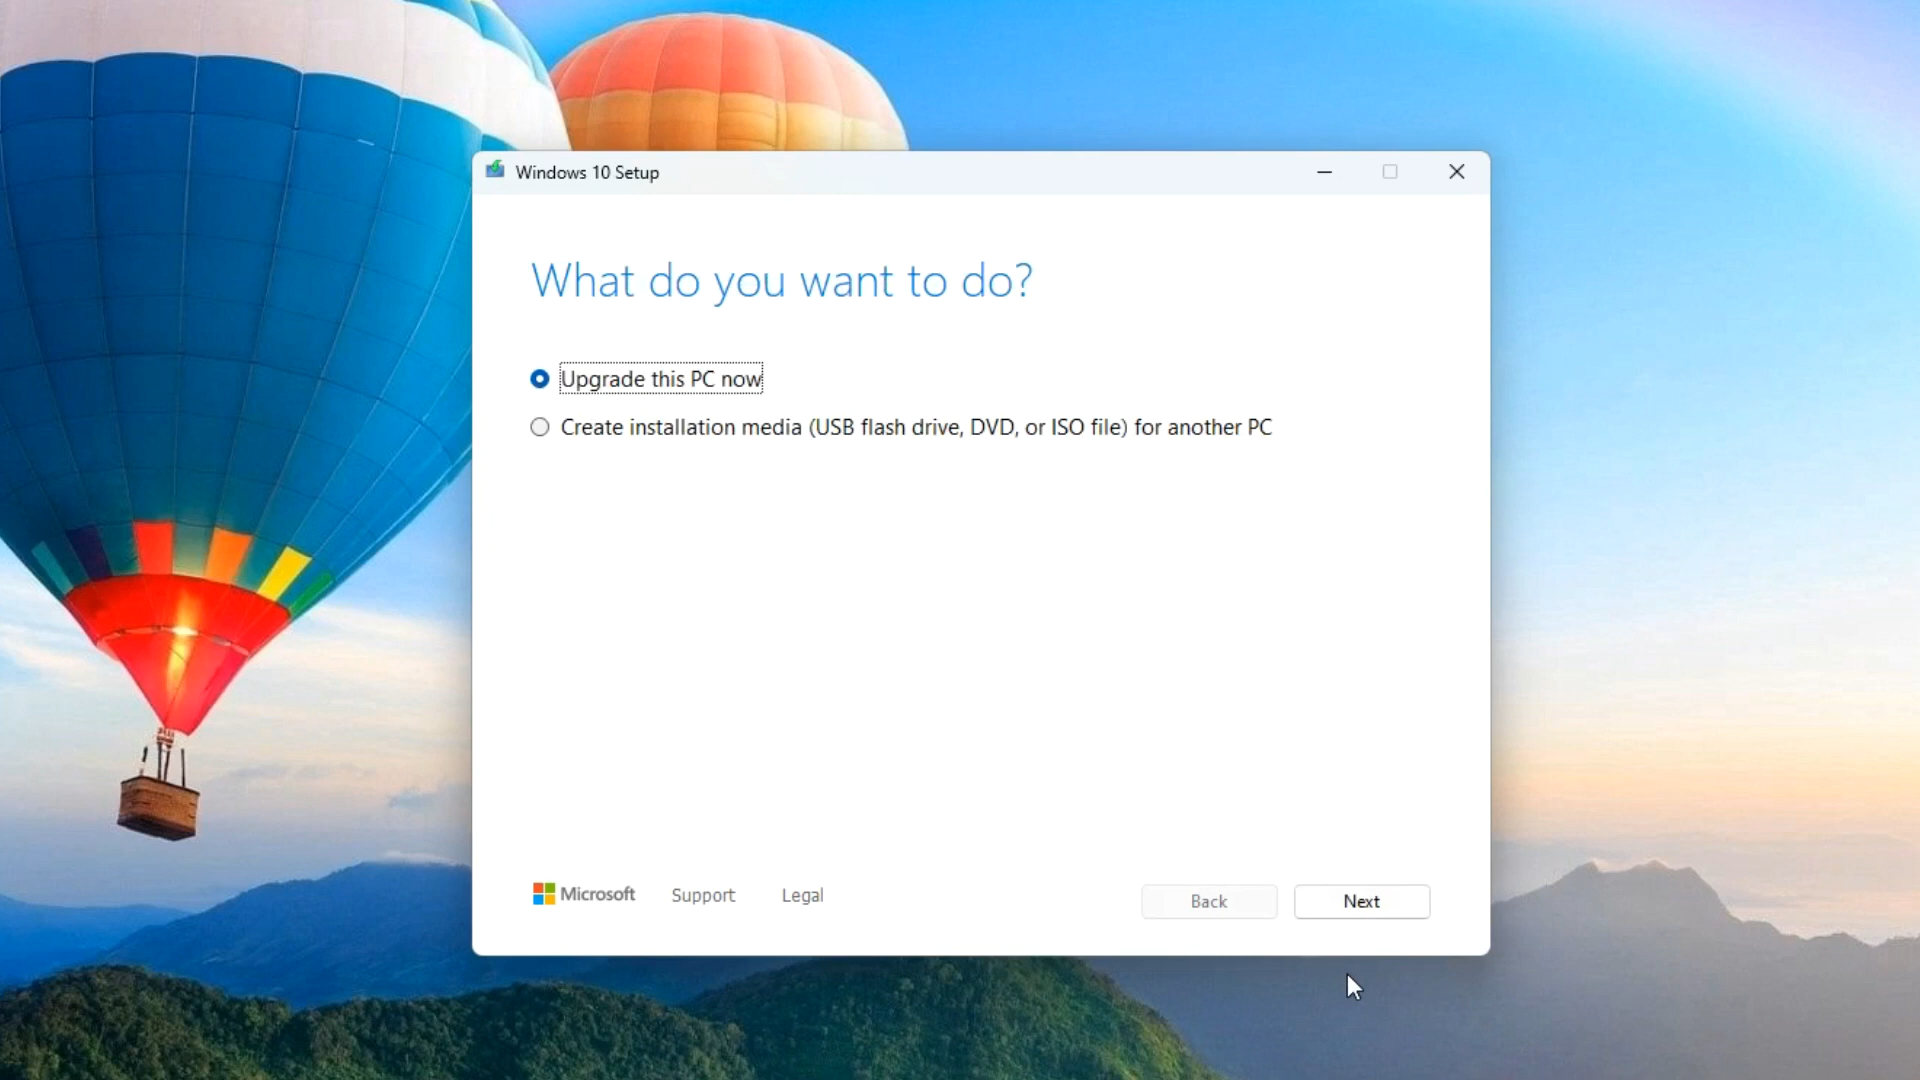 Windows 10 Setup
What do you want to do?
Upgrade this PC now
Create installation media (USB flash drive, DVD, or ISO file) for another PC
Microsoft Support Legal Back Next